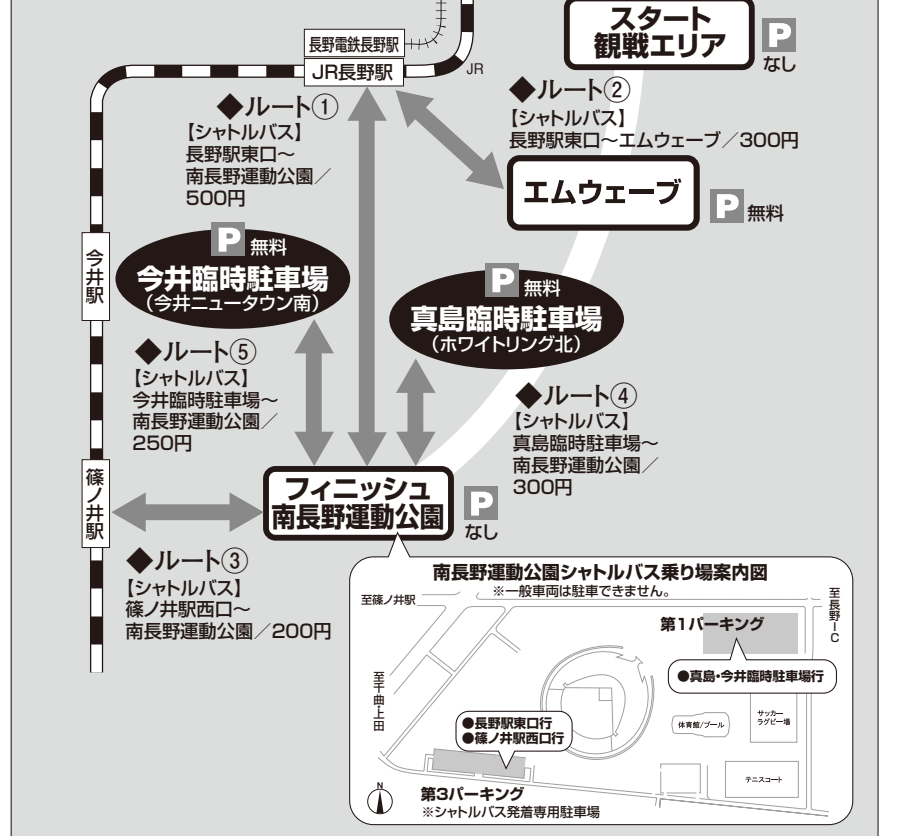 スタート
観戦エリア
P
なし
長野電鉄長野駅
JR長野駅
JR
◆ルート①
【シャトルバス】
長野駅東口〜
南長野運動公園／
500円
◆ルート②
【シャトルバス】
長野駅東口〜エムウェーブ／300円
エムウェーブ
P 無料
今井駅
P 無料
今井臨時駐車場
（今井ニュータウン南）
P 無料
真島臨時駐車場
（ホワイトリング北）
◆ルート⑤
【シャトルバス】
今井臨時駐車場〜
南長野運動公園／
250円
◆ルート④
【シャトルバス】
真島臨時駐車場〜
南長野運動公園／
300円
篠ノ井駅
フィニッシュ
南長野運動公園
P
なし
◆ルート③
【シャトルバス】
篠ノ井駅西口〜
南長野運動公園／200円
南長野運動公園シャトルバス乗り場案内図
※一般車両は駐車できません。
至篠ノ井駅
至長野IC
第1パーキング
●真島・今井臨時駐車場行
至千曲・上田
●長野駅東口行
●篠ノ井駅西口行
体育館/プール
サッカー
ラグビー場
テニスコート
N
第3パーキング
※シャトルバス発着専用駐車場